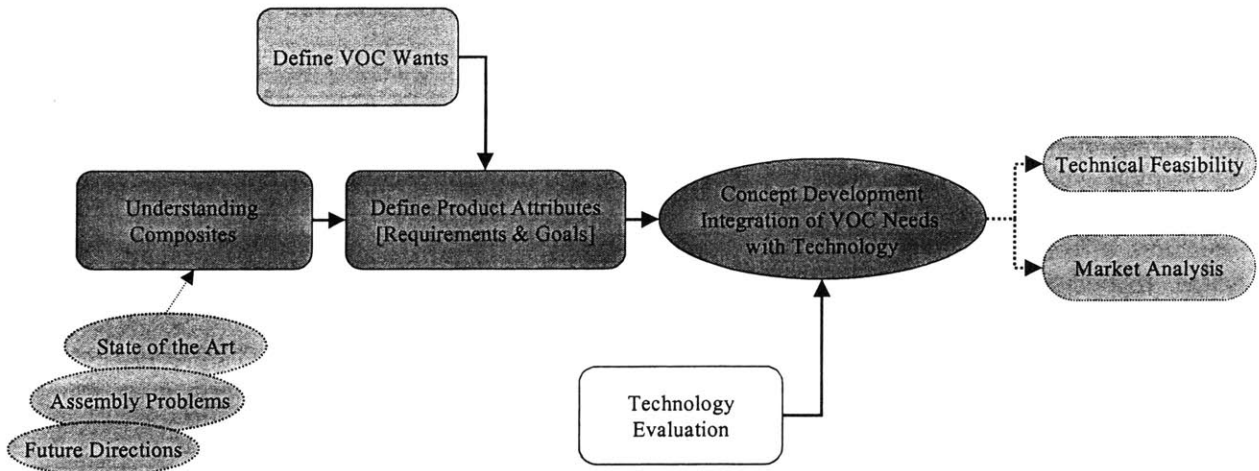 Define VOC Wants
Understanding
Composites
Define Product Attributes
[Requirements & Goals]
Concept Development
Integration of VOC Needs
with Technology
Technical Feasibility
Market Analysis
State of the Art
Assembly Problems
Future Directions
Technology
Evaluation